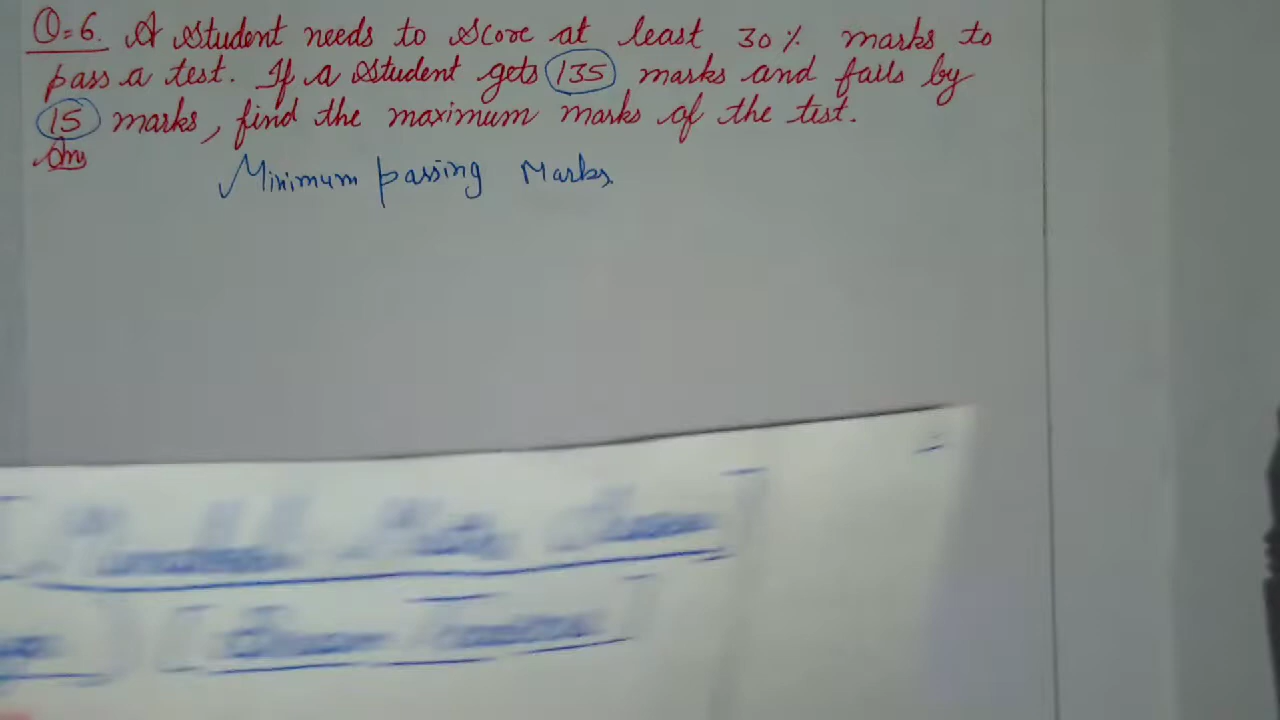 Q=6. A student needs to score at least 30% marks to
pass a test. If a student gets 135 marks and fails by
15 marks, find the maximum marks of the test.
Ans
Minimum passing Marks